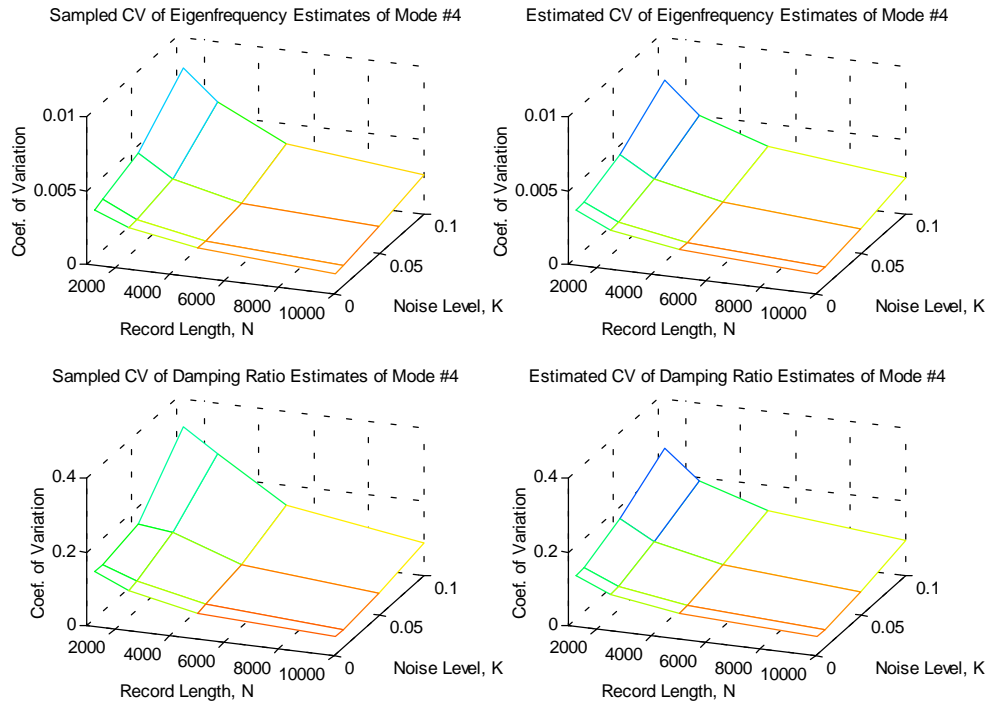 Sampled CV of Eigenfrequency Estimates of Mode #4
0.01
0.005
0
Coef. of Variation
2000
4000
6000
8000
10000
Record Length, N
0
0.05
0.1
Noise Level, K
Estimated CV of Eigenfrequency Estimates of Mode #4
0.01
0.005
0
Coef. of Variation
2000
4000
6000
8000
10000
Record Length, N
0
0.05
0.1
Noise Level, K
Sampled CV of Damping Ratio Estimates of Mode #4
0.4
0.2
0
Coef. of Variation
2000
4000
6000
8000
10000
Record Length, N
0
0.05
0.1
Noise Level, K
Estimated CV of Damping Ratio Estimates of Mode #4
0.4
0.2
0
Coef. of Variation
2000
4000
6000
8000
10000
Record Length, N
0
0.05
0.1
Noise Level, K